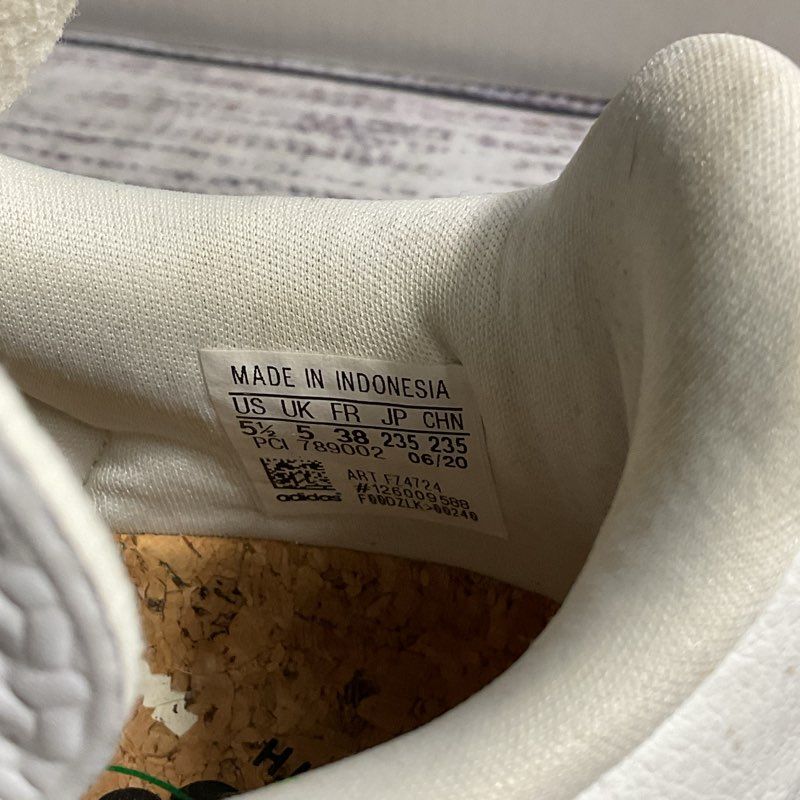 MADE IN INDONESIA
US UK FR JP CHN
5½ 5 38 235 235
PCI 789002 06/20
ART FZ4724
#126009588
adidas F00DZLK>00240
H